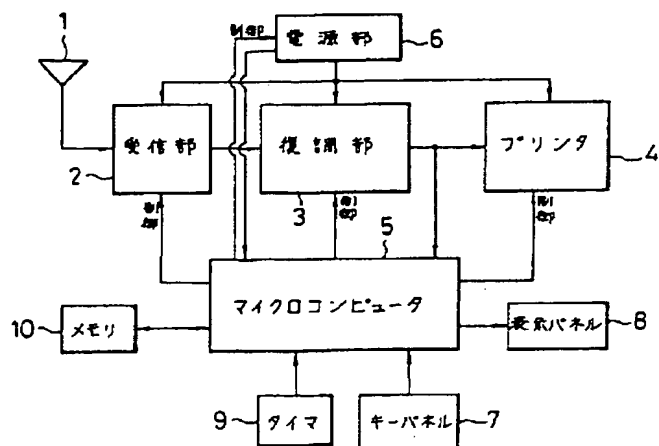 1
制御
電源部
6
受信部
2
復調部
3
プリンタ
4
制御
制御
制御
5
マイクロコンピュータ
10
メモリ
表示パネル
8
9
タイマ
キーパネル
7